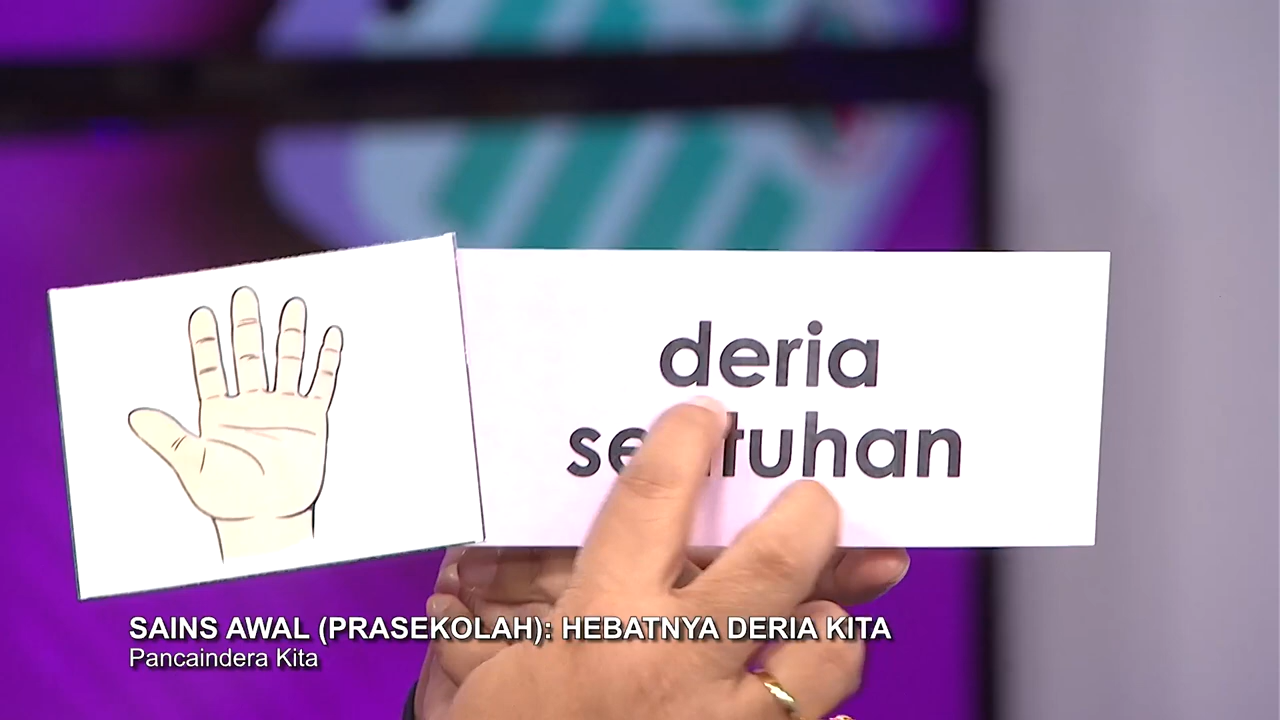 deria
SAINS AWAL (PRASEKOLAH): HEBATNYA DERIA KITA
Pancaindera Kita